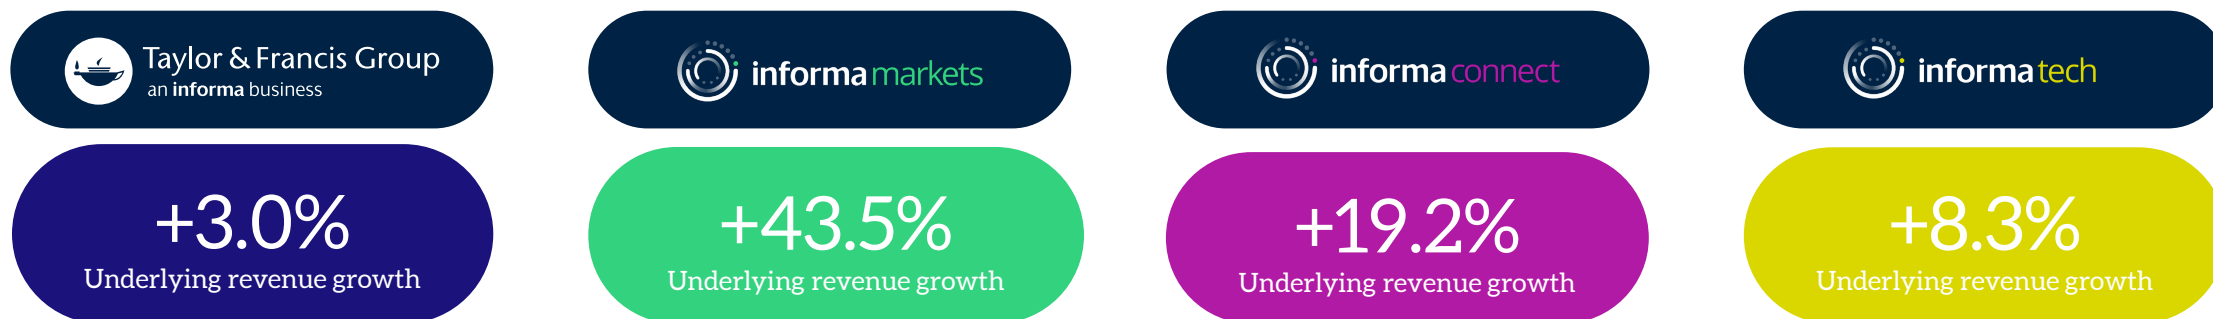 Taylor & Francis Group
an informa business
informa markets
informa connect
informa tech
+3.0%
Underlying revenue growth
+43.5%
Underlying revenue growth
+19.2%
Underlying revenue growth
+8.3%
Underlying revenue growth